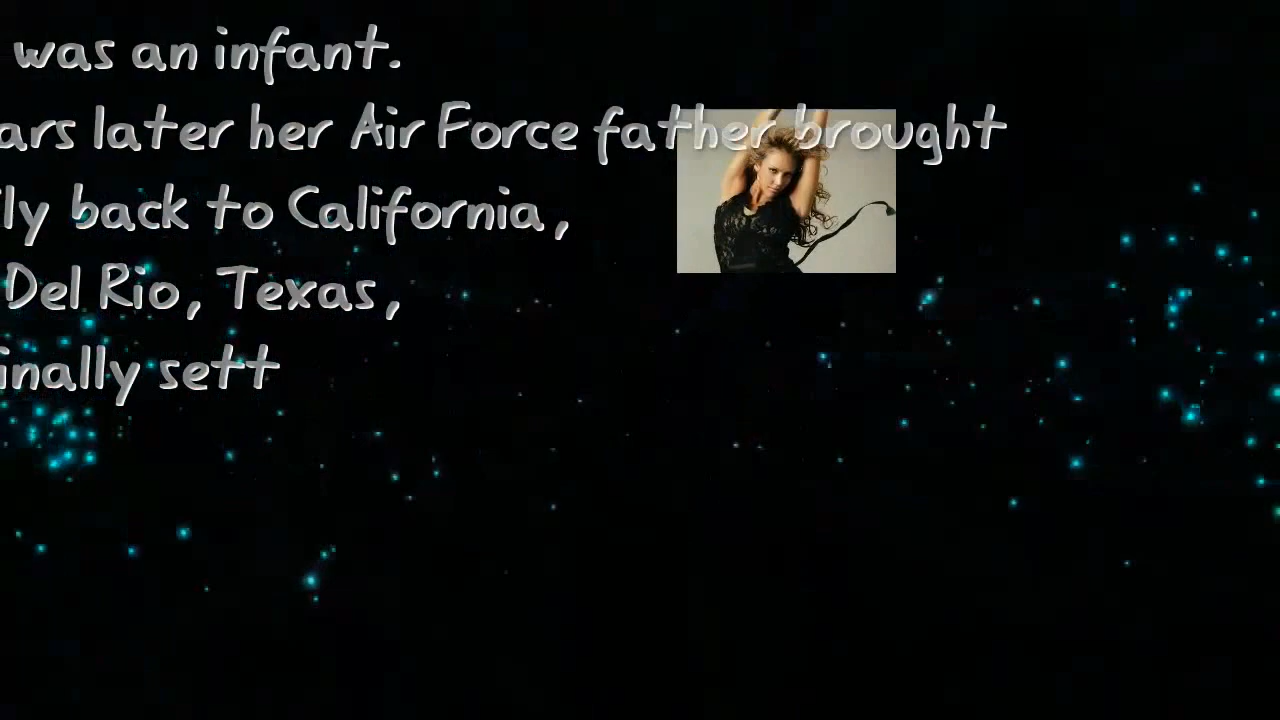 was an infant.
ars later her Air Force father brought
ly back to California,
Del Rio, Texas,
inally sett